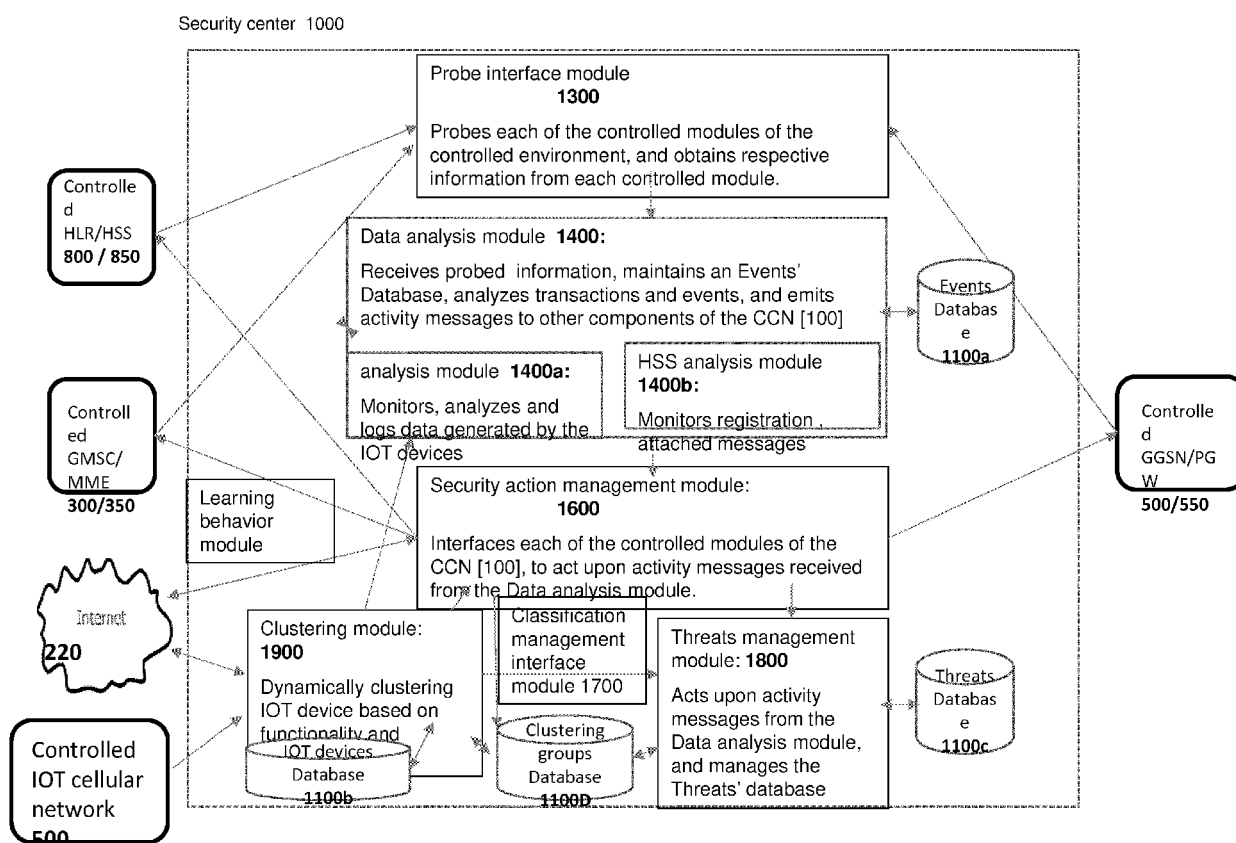 Security center 1000
Probe interface module
1300
Probes each of the controlled modules of the
controlled environment, and obtains respective
information from each controlled module.
Controlle
d
HLR/HSS
800 / 850
Data analysis module 1400:
Receives probed information, maintains an Events'
Database, analyzes transactions and events, and emits
activity messages to other components of the CCN [100]
Events
Databas
e
1100a
analysis module 1400a:
Monitors, analyzes and
logs data generated by the
IOT devices
HSS analysis module
1400b:
Monitors registration ,
attached messages
Controll
ed
GMSC/
MME
300/350
Controlle
d
GGSN/PG
W
500/550
Learning
behavior
module
Security action management module:
1600
Interfaces each of the controlled modules of the
CCN [100], to act upon activity messages received
from the Data analysis module.
Internet
220
Clustering module:
1900
Dynamically clustering
IOT device based on
functionality and
Classification
management
interface
module 1700
Threats management
module: 1800
Acts upon activity
messages from the
Data analysis module,
and manages the
Threats' database
Threats
Databas
e
1100c
IOT devices
Database
1100b
Clustering
groups
Database
1100D
Controlled
IOT cellular
network
500